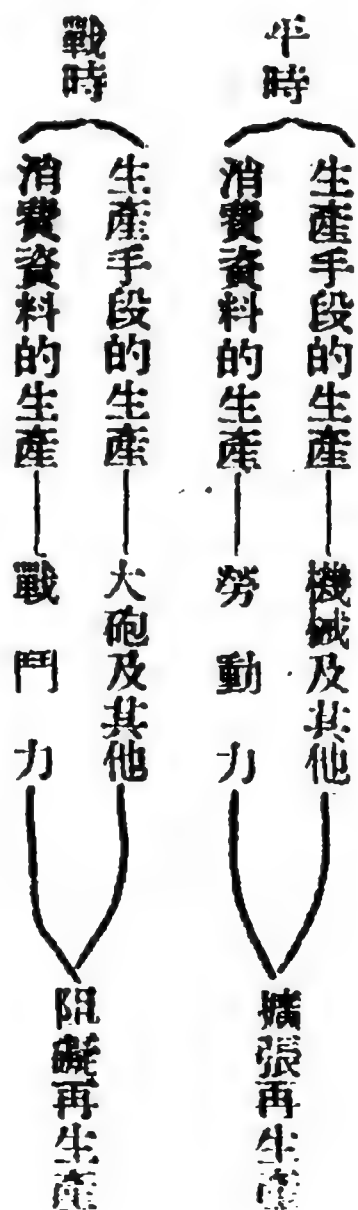 平時
生產手段的生產
機械及其他
消費資料的生產
勞動力
擴張再生產
戰時
生產手段的生產
大砲及其他
消費資料的生產
戰鬥力
阻礙再生產